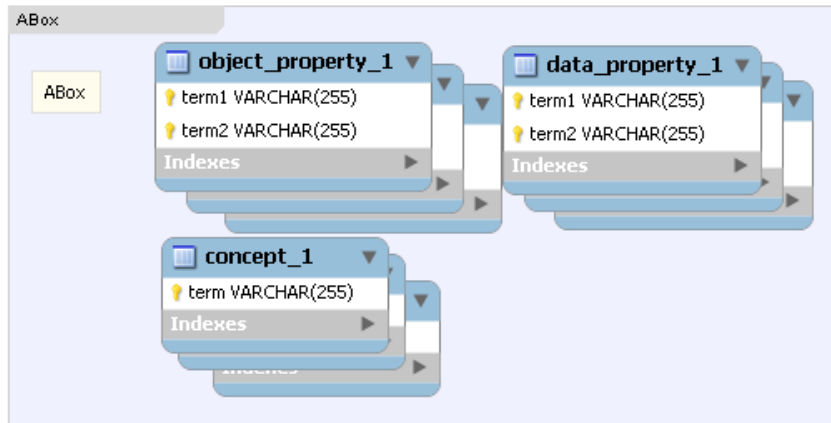 ABox
ABox
object_property_1
term1 VARCHAR(255)
term2 VARCHAR(255)
Indexes
data_property_1
term1 VARCHAR(255)
term2 VARCHAR(255)
Indexes
concept_1
term VARCHAR(255)
Indexes
Indexes